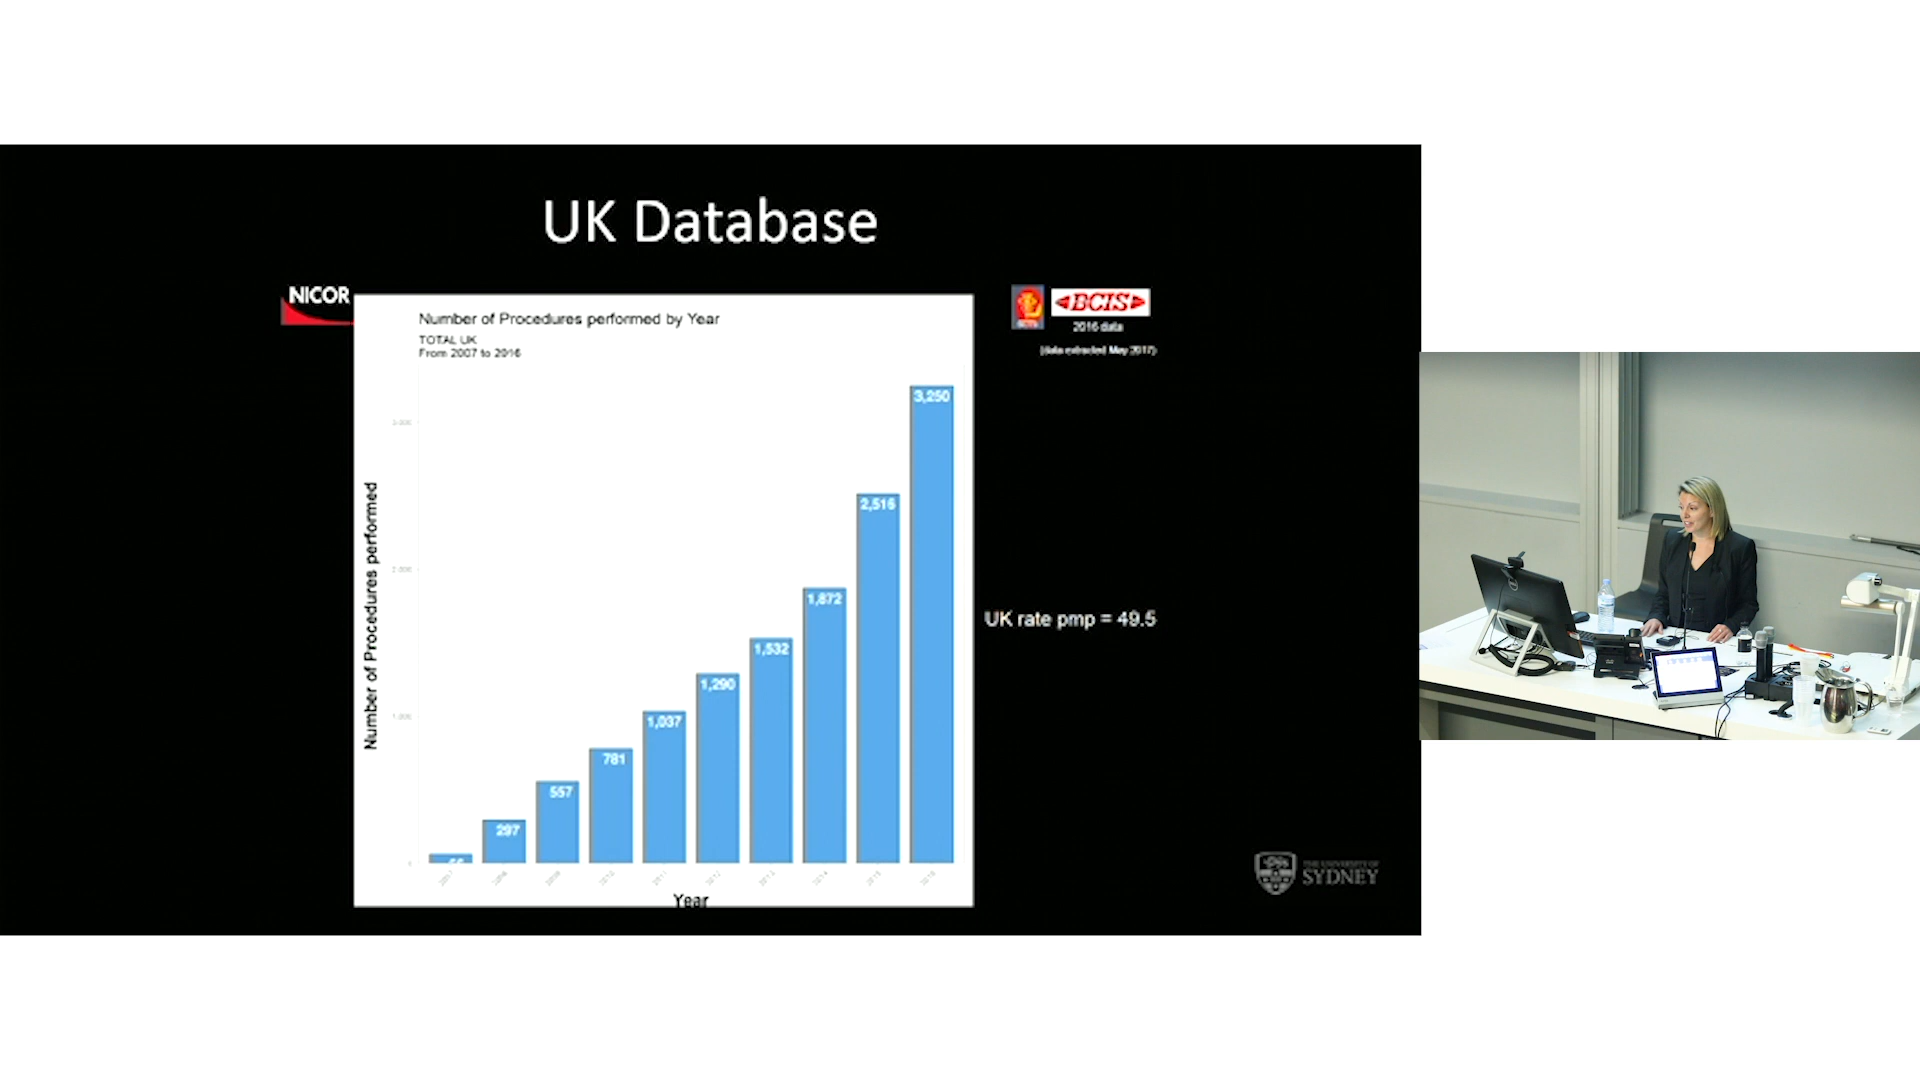 UK Database
NICOR
BCIS
2016 data
(data extracted May 2017)
Number of Procedures performed by Year
TOTAL UK
From 2007 to 2016
3,250
2,516
1,872
1,532
1,290
1,037
781
557
297
Number of Procedures performed
Year
UK rate pmp = 49.5
THE UNIVERSITY OF
SYDNEY